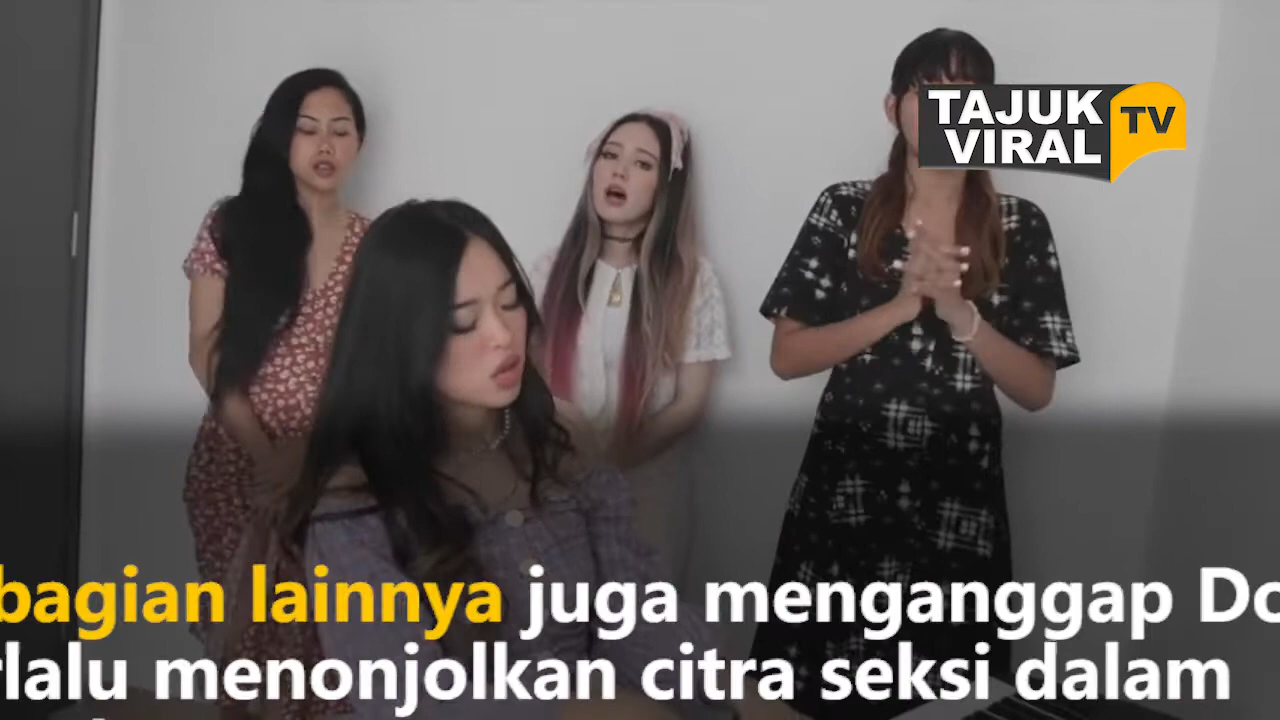 TAJUK
VIRAL
TV
bagian lainnya juga menganggap Do
rlalu menonjolkan citra seksi dalam